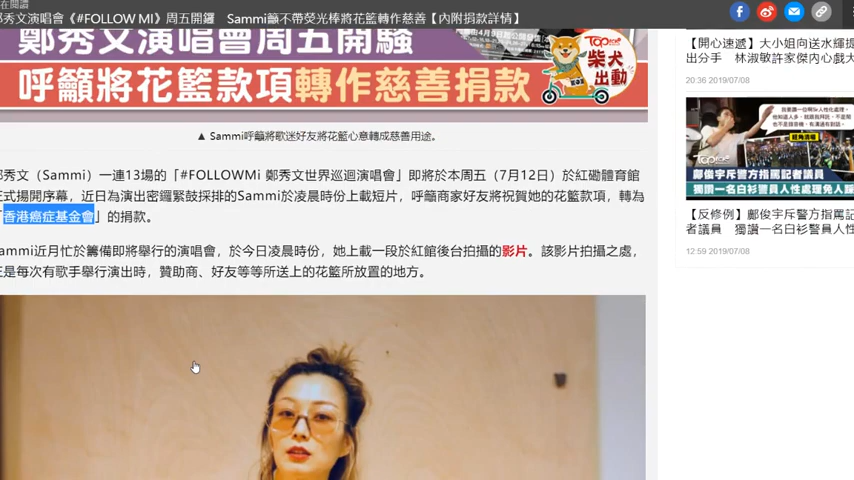 在閱讀
鄭秀文演唱會《#FOLLOW MI》周五開鑼 Sammi籲不帶熒光棒將花籃轉作慈善【內附捐款詳情】
鄭秀文演唱會周五開騷
呼籲將花籃款項轉作慈善捐款
TOPick
柴犬
出動
▲ Sammi呼籲將歌迷好友將花籃心意轉成慈善用途。
鄭秀文（Sammi）一連13場的「#FOLLOWMi 鄭秀文世界巡迴演唱會」即將於本周五（7月12日）於紅磡體育館
正式揚開序幕，近日為演出密鑼緊鼓採排的Sammi於凌晨時份上載短片，呼籲商家好友將祝賀她的花籃款項，轉為
「香港癌症基金會」的捐款。
Sammi近月忙於籌備即將舉行的演唱會，於今日凌晨時份，她上載一段於紅館後台拍攝的影片。該影片拍攝之處，
正是每次有歌手舉行演出時，贊助商、好友等等所送上的花籃所放置的地方。
【開心速遞】大小姐向送水輝提
出分手 林淑敏許家傑內心戲大
20:36 2019/07/08
鄺俊宇斥警方指罵記者議員
獨讚一名白衫警員人性處理免人踩
【反修例】鄺俊宇斥警方指罵記
者議員 獨讚一名白衫警員人性
12:59 2019/07/08